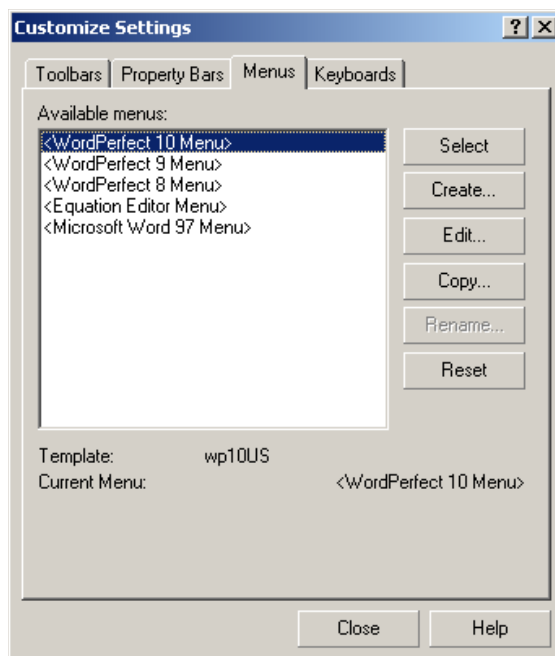 Customize Settings
Toolbars Property Bars Menus Keyboards
Available menus:
<WordPerfect 10 Menu>
<WordPerfect 9 Menu>
<WordPerfect 8 Menu>
<Equation Editor Menu>
<Microsoft Word 97 Menu>
Select
Create...
Edit...
Copy...
Rename...
Reset
Template: wp10US
Current Menu: <WordPerfect 10 Menu>
Close Help